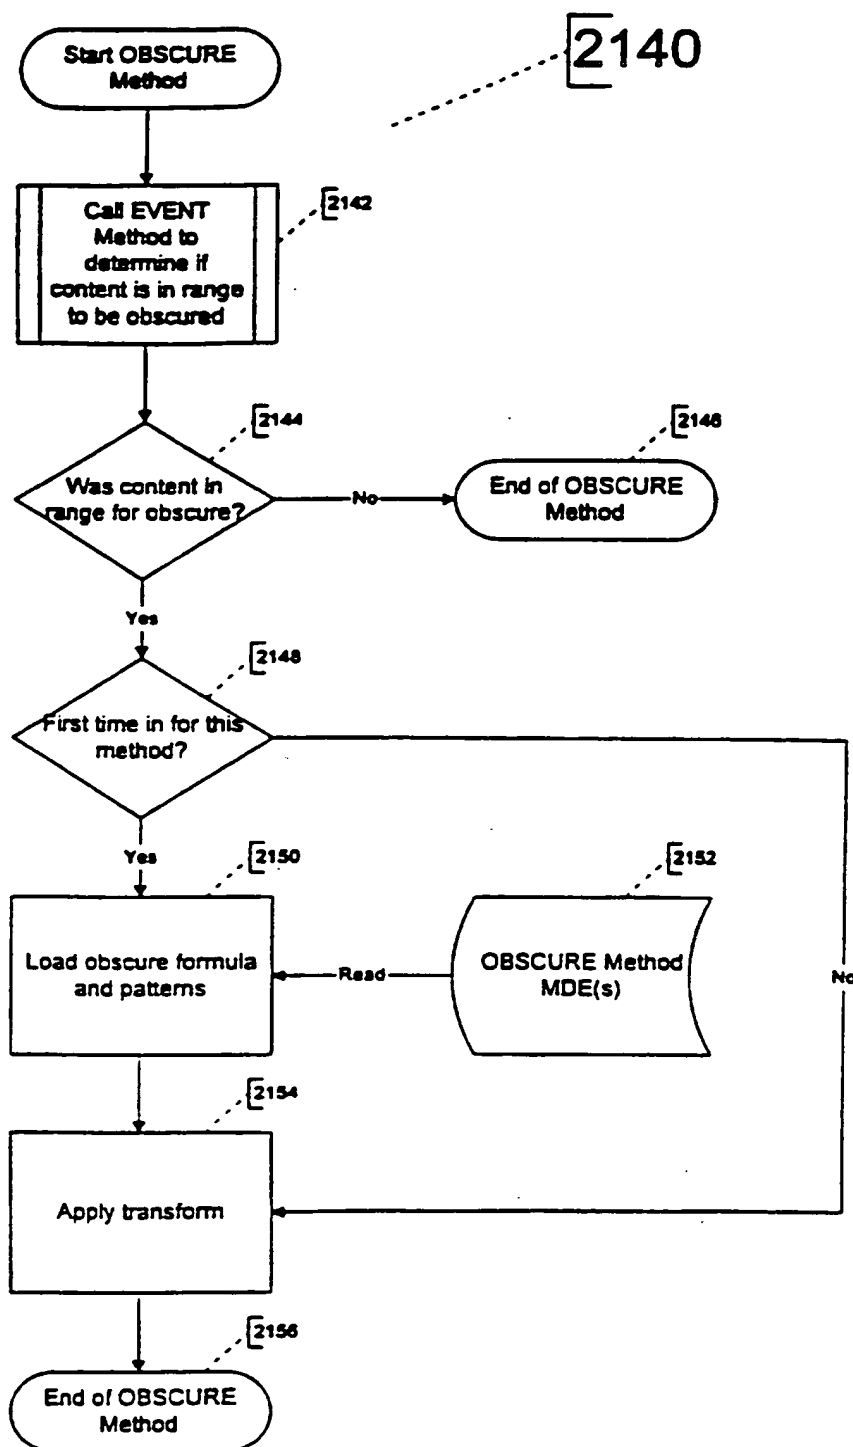 2140
Start OBSCURE
Method
2142
Call EVENT
Method to
determine if
content is in range
to be obscured
2144
2146
Was content in
range for obscure?
No
End of OBSCURE
Method
Yes
2148
First time in for this
method?
Yes
2150
2152
Load obscure formula
and patterns
Read
OBSCURE Method
MDE(s)
No
2154
Apply transform
2156
End of OBSCURE
Method